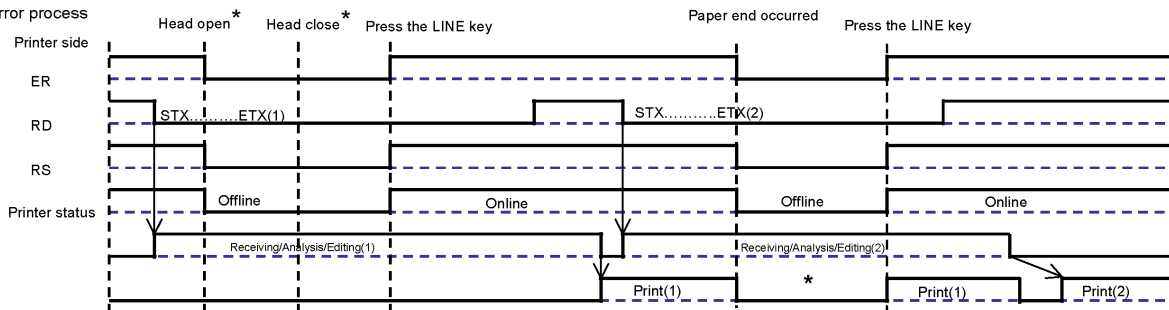 rror process
Head open* Head close* Press the LINE key Paper end occurred Press the LINE key
Printer side
ER
RD STX.........ETX(1) STX...........ETX(2)
RS
Printer status Offline Online Offline Online
Receiving/Analysis/Editing(1) Receiving/Analysis/Editing(2)
Print(1) * Print(1) Print(2)